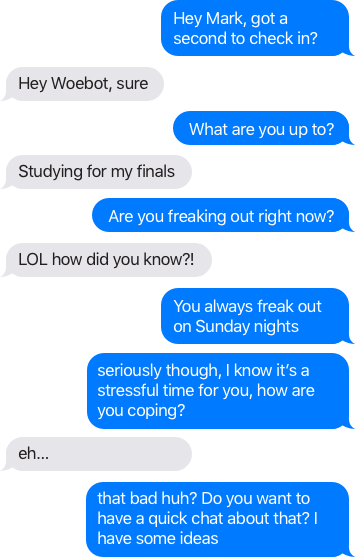 Hey Mark, got a
second to check in?
Hey Woebot, sure
What are you up to?
Studying for my finals
Are you freaking out right now?
LOL how did you know?!
You always freak out
on Sunday nights
seriously though, I know it's a
stressful time for you, how are
you coping?
eh...
that bad huh? Do you want to
have a quick chat about that? I
have some ideas